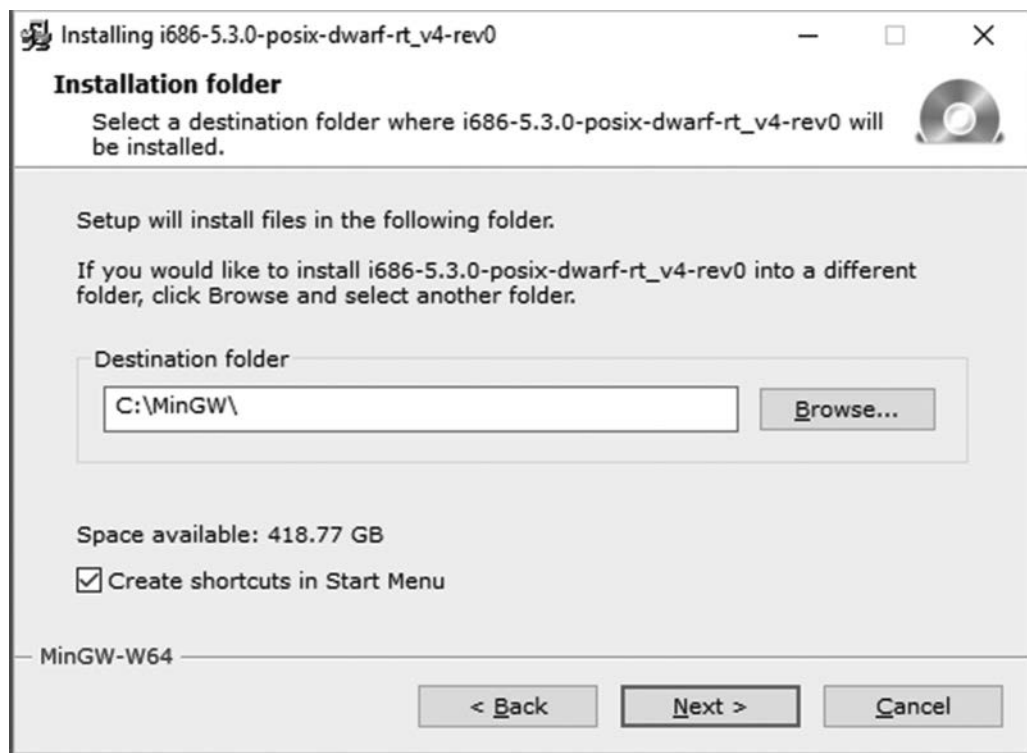 Installing i686-5.3.0-posix-dwarf-rt_v4-rev0
Installation folder
Select a destination folder where i686-5.3.0-posix-dwarf-rt_v4-rev0 will
be installed.
Setup will install files in the following folder.
If you would like to install i686-5.3.0-posix-dwarf-rt_v4-rev0 into a different
folder, click Browse and select another folder.
Destination folder
C:\MinGW\
Browse...
Space available: 418.77 GB
Create shortcuts in Start Menu
MinGW-W64
< Back
Next >
Cancel